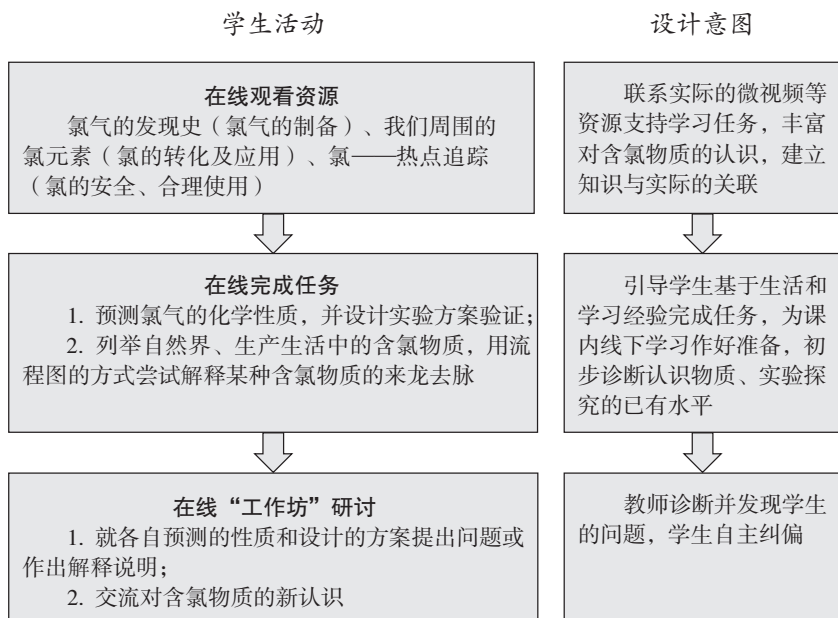 学生活动
设计意图
在线观看资源
氯气的发现史（氯气的制备）、我们周围的
氯元素（氯的转化及应用）、氯——热点追踪
（氯的安全、合理使用）
联系实际的微视频等
资源支持学习任务，丰富
对含氯物质的认识，建立
知识与实际的关联
在线完成任务
1. 预测氯气的化学性质，并设计实验方案验证；
2. 列举自然界、生产生活中的含氯物质，用流
程图的方式尝试解释某种含氯物质的来龙去脉
引导学生基于生活和
学习经验完成任务，为课
内线下学习作好准备，初
步诊断认识物质、实验探
究的已有水平
在线“工作坊”研讨
1. 就各自预测的性质和设计的方案提出问题或
作出解释说明；
2. 交流对含氯物质的新认识
教师诊断并发现学生
的问题，学生自主纠偏